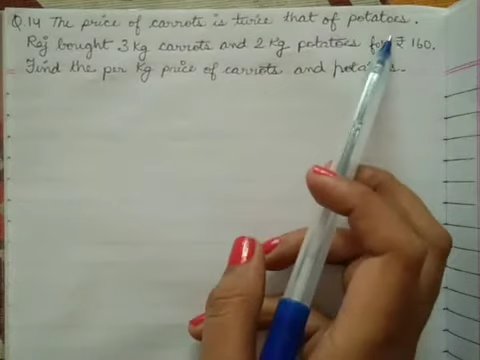 Q.14 The price of carrots is twice that of potatoes.
Raj bought 3 Kg carrots and 2 Kg potatoes for ₹ 160.
Find the per Kg price of carrots and potatoes.